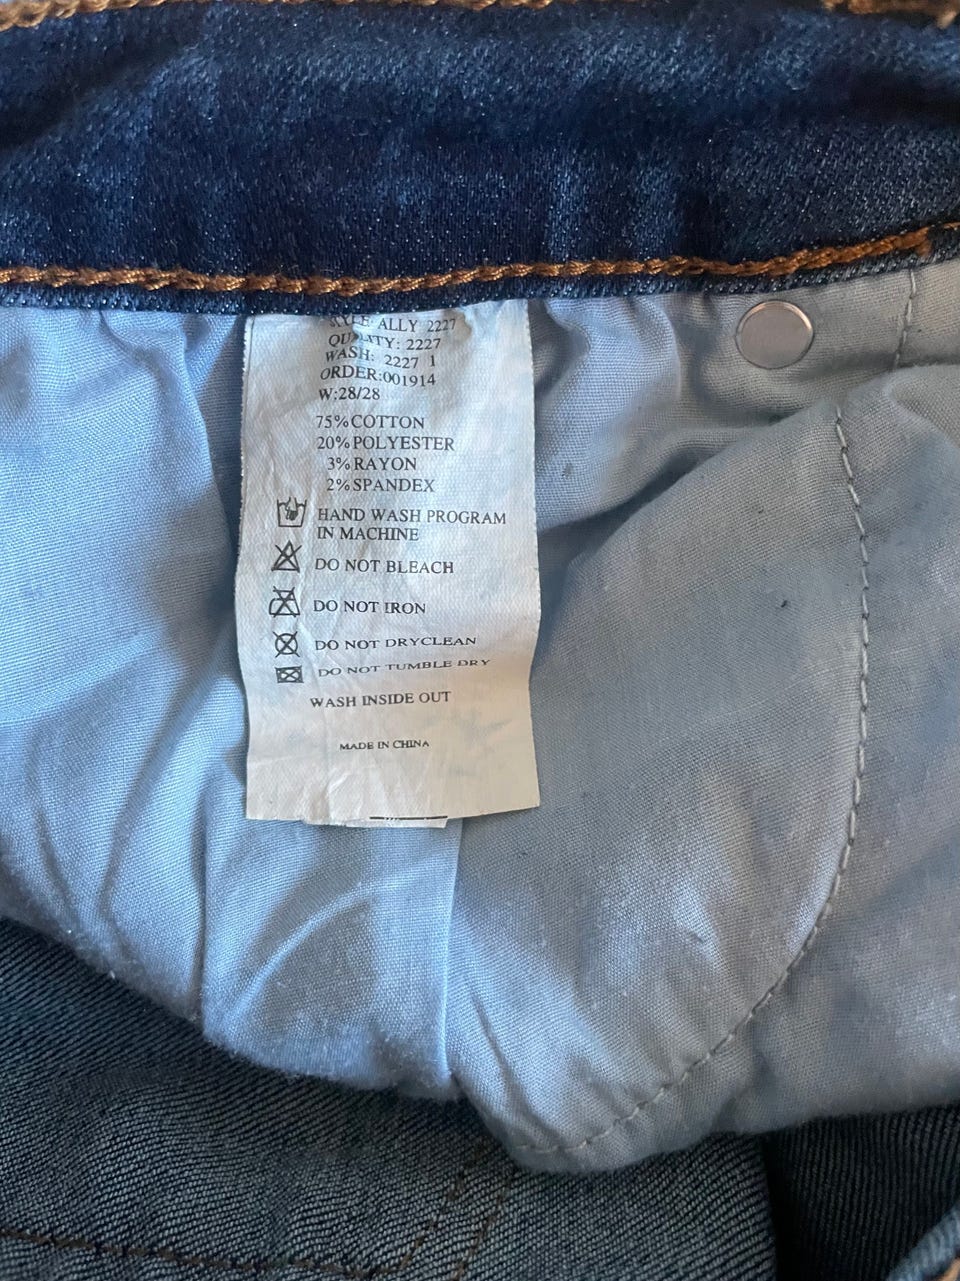 STYLE: ALLY 2227
QUALITY: 2227
WASH: 2227 1
ORDER:001914
W:28/28
75%COTTON
20%POLYESTER
3%RAYON
2%SPANDEX
HAND WASH PROGRAM
IN MACHINE
DO NOT BLEACH
DO NOT IRON
DO NOT DRYCLEAN
DO NOT TUMBLE DRY
WASH INSIDE OUT
MADE IN CHINA